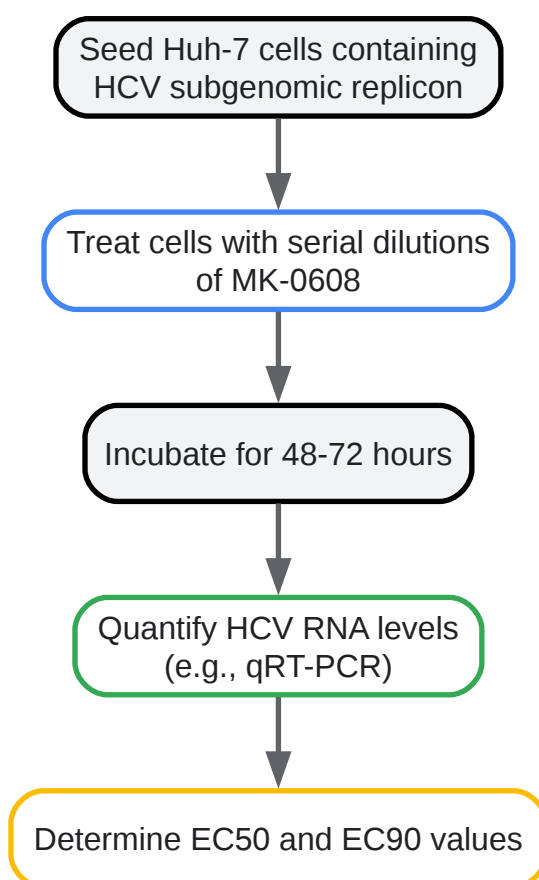 Seed Huh-7 cells containing
HCV subgenomic replicon
Treat cells with serial dilutions
of MK-0608
Incubate for 48-72 hours
Quantify HCV RNA levels
(e.g., qRT-PCR)
Determine EC50 and EC90 values